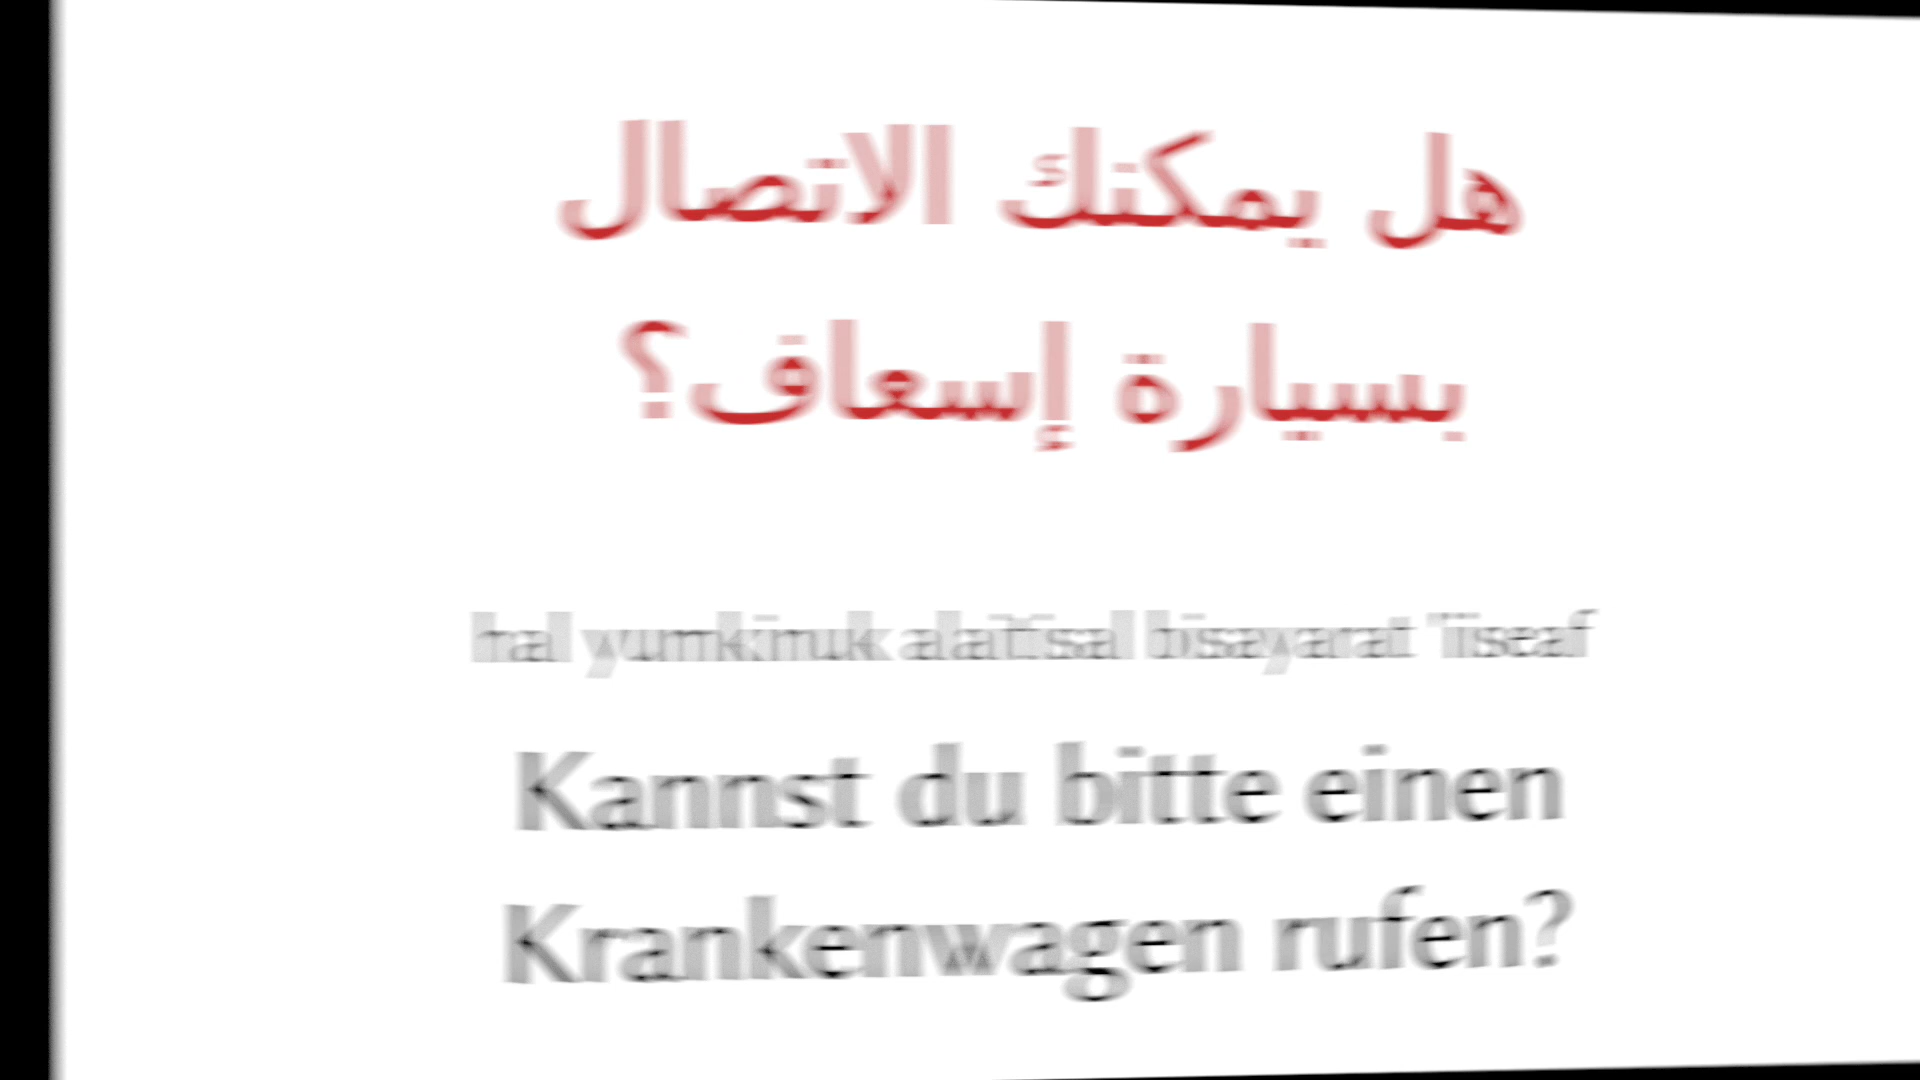 هل يمكنك الاتصال
بسيارة إسعاف؟
hal yumkinuk alaitisal bisayarat 'iiseaf
Kannst du bitte einen
Krankenwagen rufen?